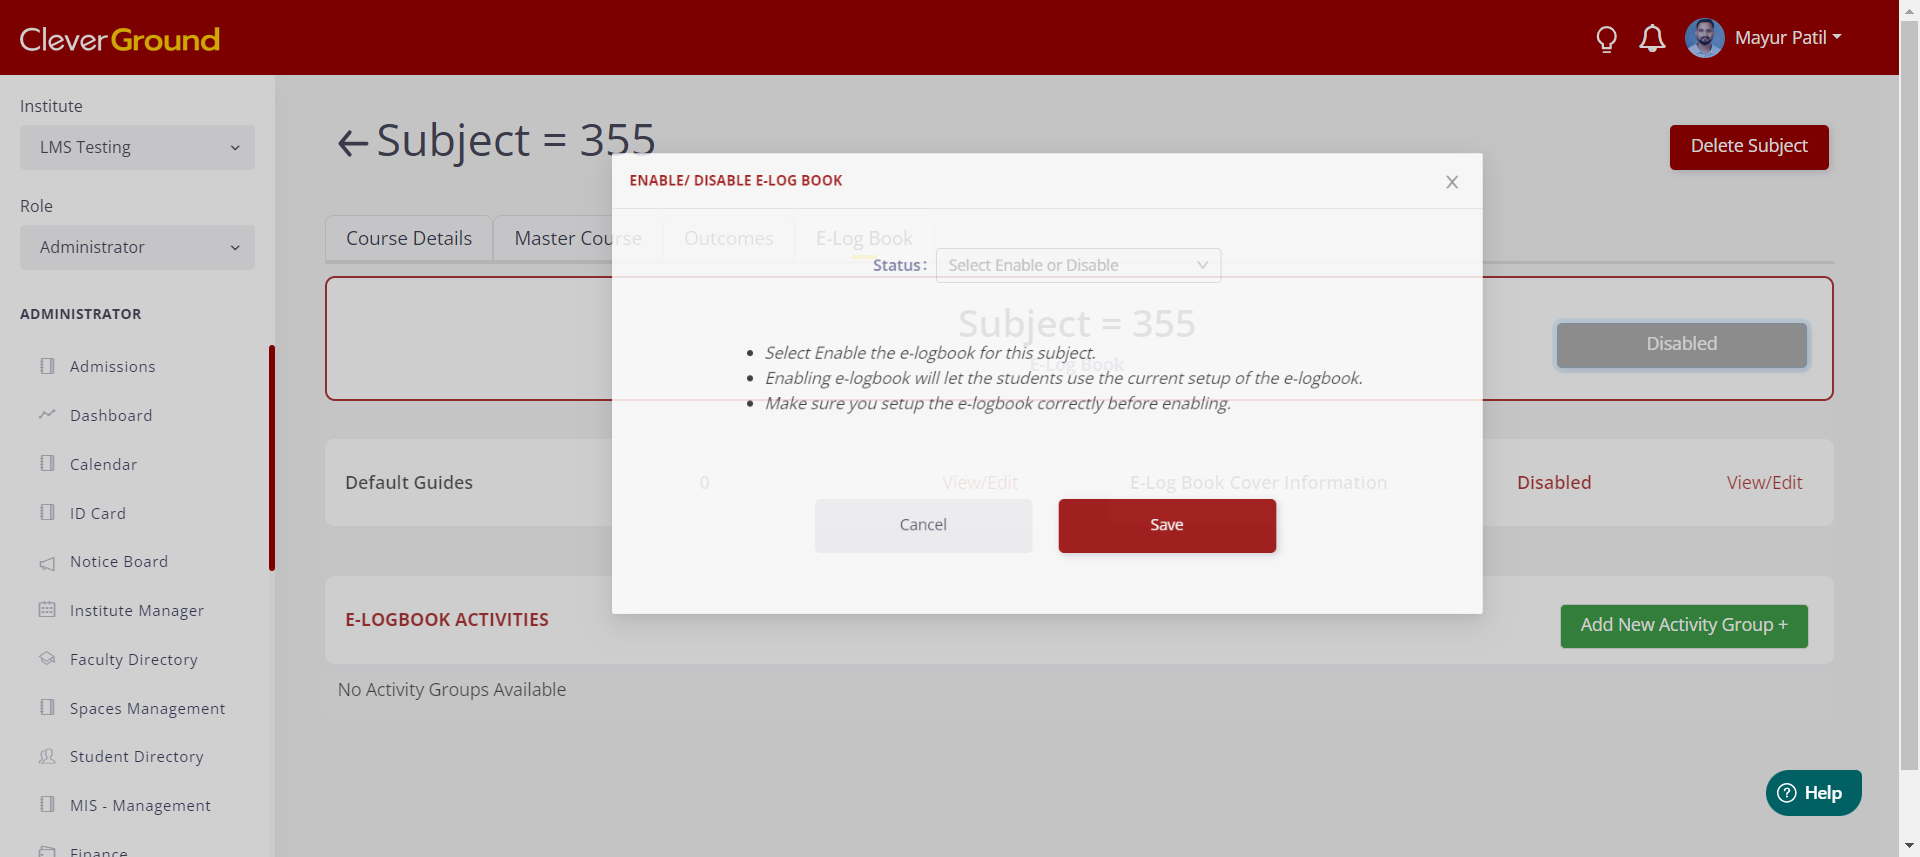 CleverGround
Mayur Patil
Institute
LMS Testing
Role
Administrator
ADMINISTRATOR
Admissions
Dashboard
Calendar
ID Card
Notice Board
Institute Manager
Faculty Directory
Spaces Management
Student Directory
MIS - Management
Finance
Subject = 355
Delete Subject
Course Details
Master Course
Outcomes
E-Log Book
ENABLE/ DISABLE E-LOG BOOK
Status:
Select Enable or Disable
Subject = 355
E-Log Book
Disabled
• Select Enable the e-logbook for this subject.
• Enabling e-logbook will let the students use the current setup of the e-logbook.
• Make sure you setup the e-logbook correctly before enabling.
Default Guides
0
View/Edit
E-Log Book Cover Information
Disabled
View/Edit
Cancel
Save
E-LOGBOOK ACTIVITIES
Add New Activity Group +
No Activity Groups Available
Help